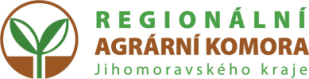 REGIONÁLNÍ
AGRÁRNÍ KOMORA
Jihomoravského kraje